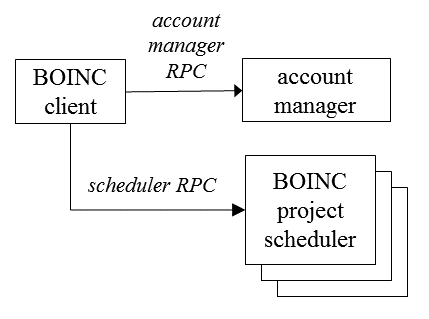 account
manager
RPC
BOINC
client
account
manager
scheduler RPC
BOINC
project
scheduler